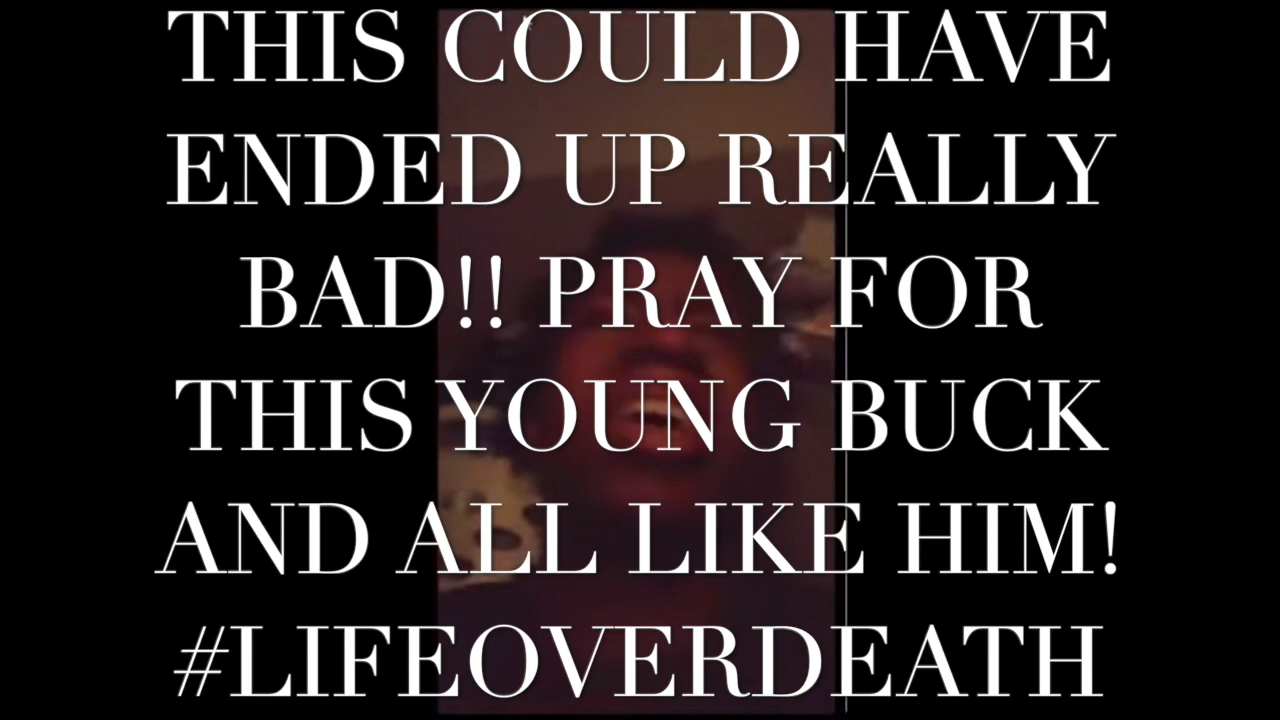 THIS COULD HAVE
ENDED UP REALLY
BAD!! PRAY FOR
THIS YOUNG BUCK
AND ALL LIKE HIM!
#LIFEOVERDEATH